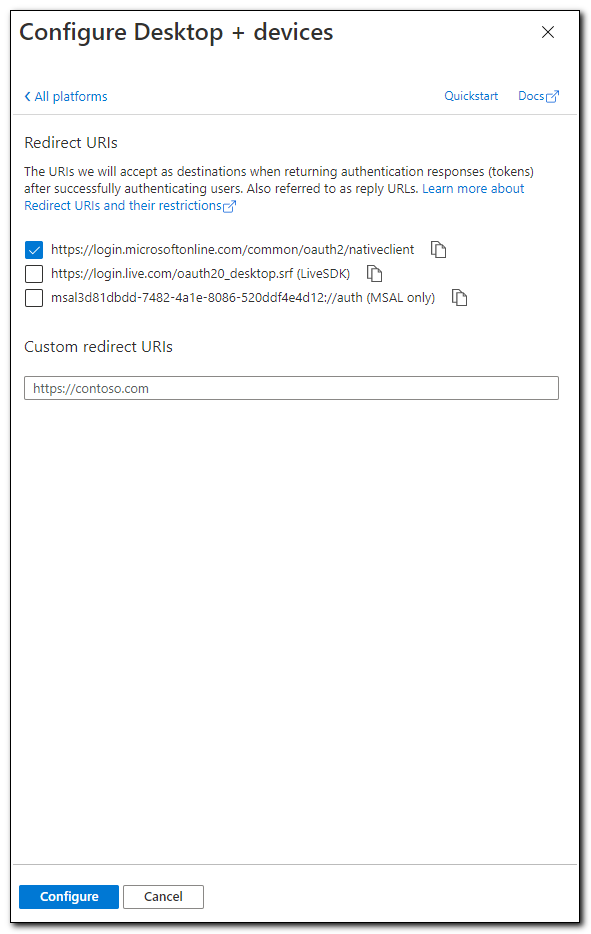 Configure Desktop + devices
All platforms
Quickstart
Docs
Redirect URIs
The URIs we will accept as destinations when returning authentication responses (tokens)
after successfully authenticating users. Also referred to as reply URLs. Learn more about
Redirect URIs and their restrictions
https://login.microsoftonline.com/common/oauth2/nativeclient
https://login.live.com/oauth20_desktop.srf (LiveSDK)
msal3d81dbdd-7482-4a1e-8086-520ddf4e4d12://auth (MSAL only)
Custom redirect URIs
https://contoso.com
Configure
Cancel